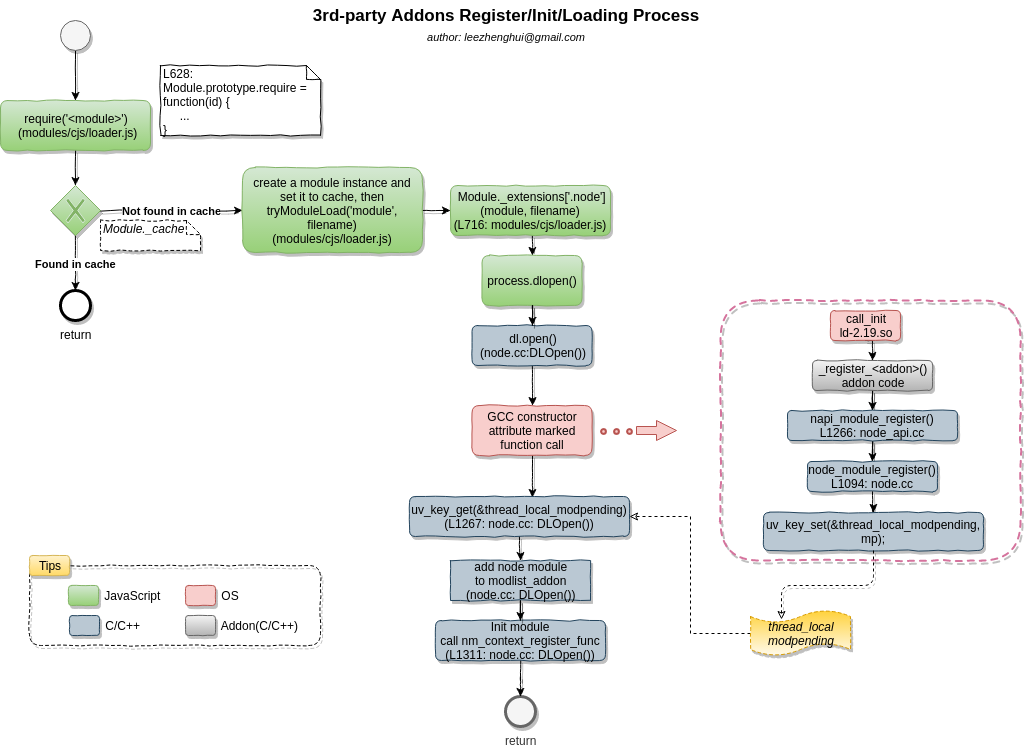 3rd-party Addons Register/Init/Loading Process
author: leezhenghui@gmail.com
L628:
Module.prototype.require =
function(id) {
...
}
require('<module>')
(modules/cjs/loader.js)
Not found in cache
Module._cache
Found in cache
return
create a module instance and
set it to cache, then
tryModuleLoad('module',
filename)
(modules/cjs/loader.js)
Module._extensions['.node']
(module, filename)
(L716: modules/cjs/loader.js)
process.dlopen()
dl.open()
(node.cc:DLOpen())
GCC constructor
attribute marked
function call
uv_key_get(&thread_local_modpending)
(L1267: node.cc: DLOpen())
add node module
to modlist_addon
(node.cc: DLOpen())
Init module
call nm_context_register_func
(L1311: node.cc: DLOpen())
return
call_init
ld-2.19.so
_register_<addon>()
addon code
napi_module_register()
L1266: node_api.cc
node_module_register()
L1094: node.cc
uv_key_set(&thread_local_modpending,
mp);
thread_local
modpending
Tips
JavaScript
OS
C/C++
Addon(C/C++)